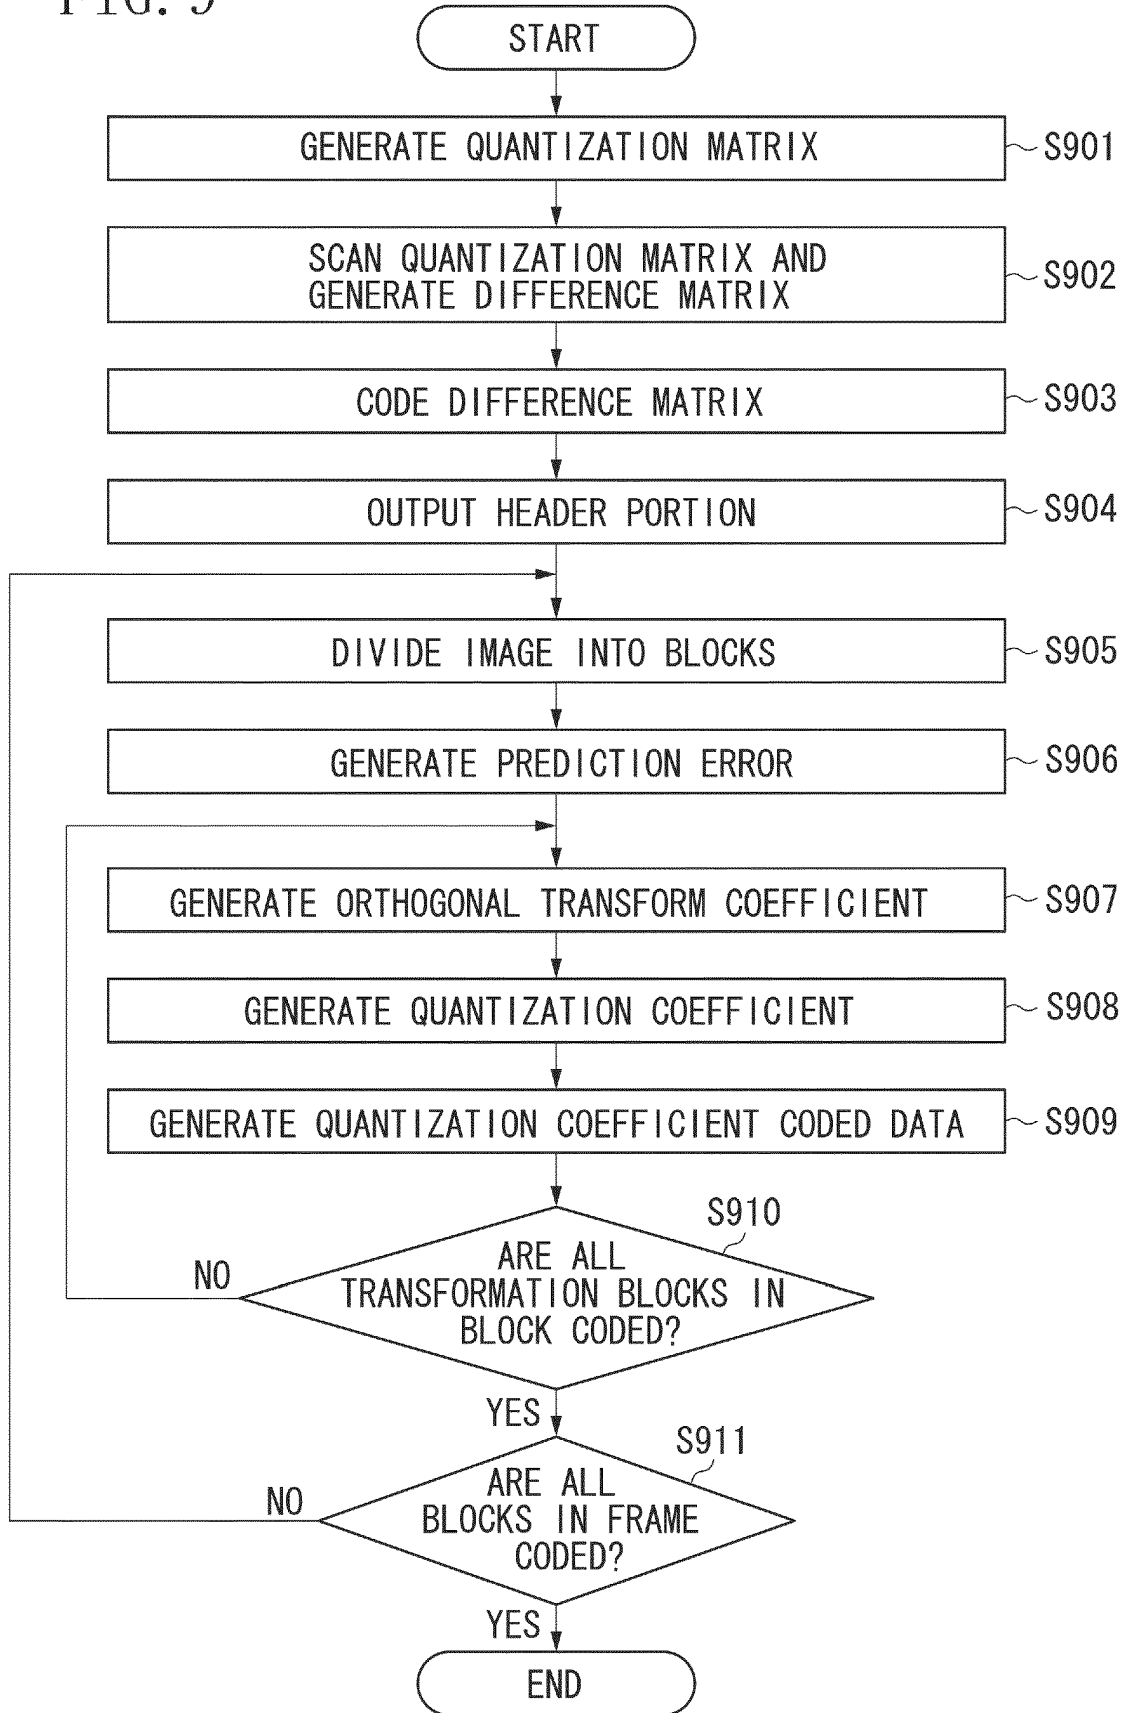 FIG. 9
START
GENERATE QUANTIZATION MATRIX
S901
SCAN QUANTIZATION MATRIX AND
GENERATE DIFFERENCE MATRIX
S902
CODE DIFFERENCE MATRIX
S903
OUTPUT HEADER PORTION
S904
DIVIDE IMAGE INTO BLOCKS
S905
GENERATE PREDICTION ERROR
S906
GENERATE ORTHOGONAL TRANSFORM COEFFICIENT
S907
GENERATE QUANTIZATION COEFFICIENT
S908
GENERATE QUANTIZATION COEFFICIENT CODED DATA
S909
S910
ARE ALL
TRANSFORMATION BLOCKS IN
BLOCK CODED?
NO
YES
S911
ARE ALL
BLOCKS IN FRAME
CODED?
NO
YES
END